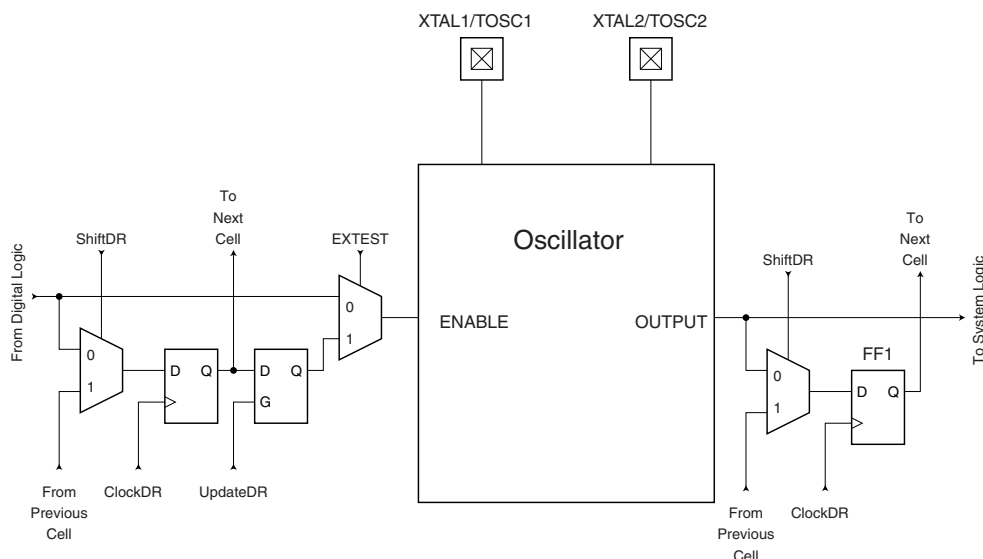 XTAL1/TOSC1
XTAL2/TOSC2
From Digital Logic
ShiftDR
To
Next
Cell
EXTEST
0
1
0
1
D Q
D Q
G
From
Previous
Cell
ClockDR
UpdateDR
Oscillator
ENABLE
OUTPUT
ShiftDR
To
Next
Cell
0
1
FF1
D Q
From
Previous
Cell
ClockDR
To System Logic